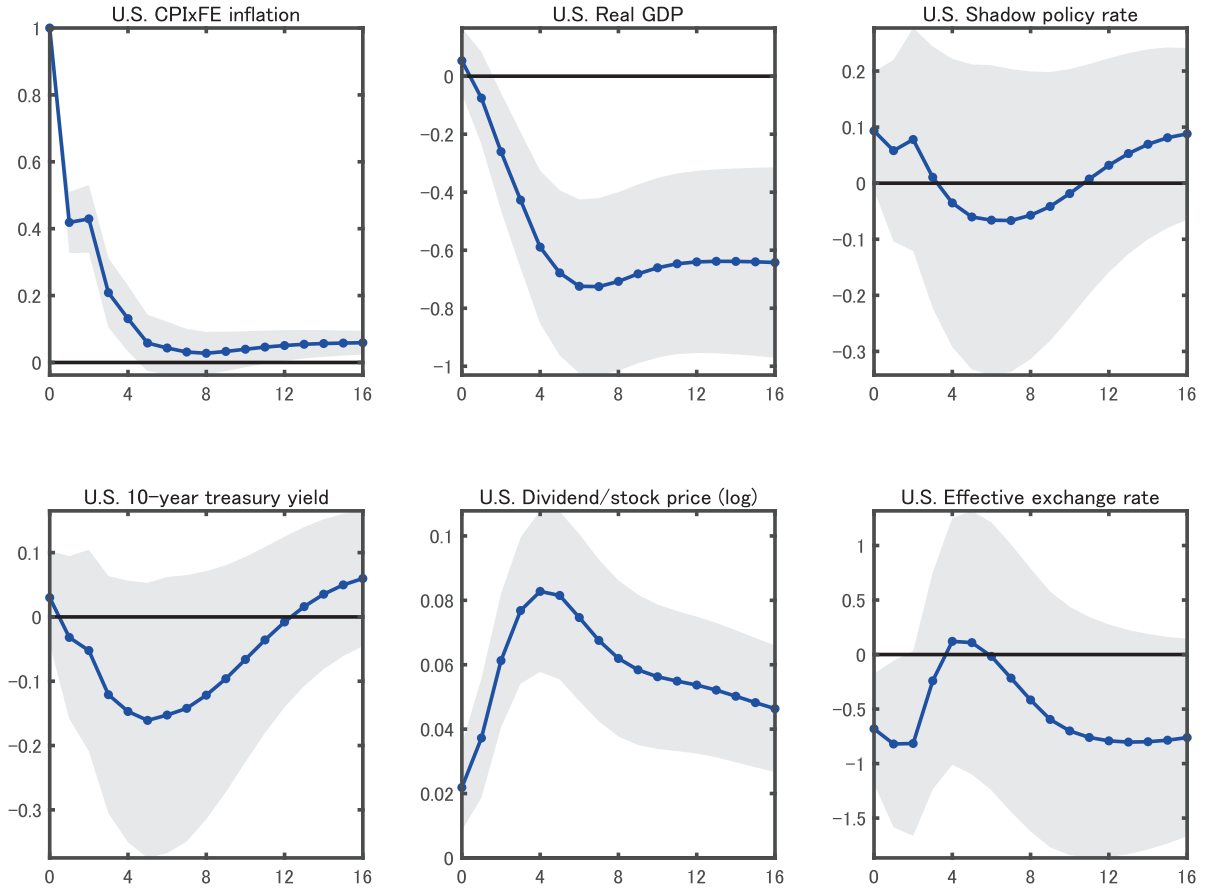 U.S. CPIxFE inflation
1
0.8
0.6
0.4
0.2
0
0 4 8 12 16
U.S. Real GDP
0
−0.2
−0.4
−0.6
−0.8
−1
0 4 8 12 16
U.S. Shadow policy rate
0.2
0.1
0
−0.1
−0.2
−0.3
0 4 8 12 16
U.S. 10−year treasury yield
0.1
0
−0.1
−0.2
−0.3
0 4 8 12 16
U.S. Dividend/stock price (log)
0.1
0.08
0.06
0.04
0.02
0
0 4 8 12 16
U.S. Effective exchange rate
1
0.5
0
−0.5
−1
−1.5
0 4 8 12 16